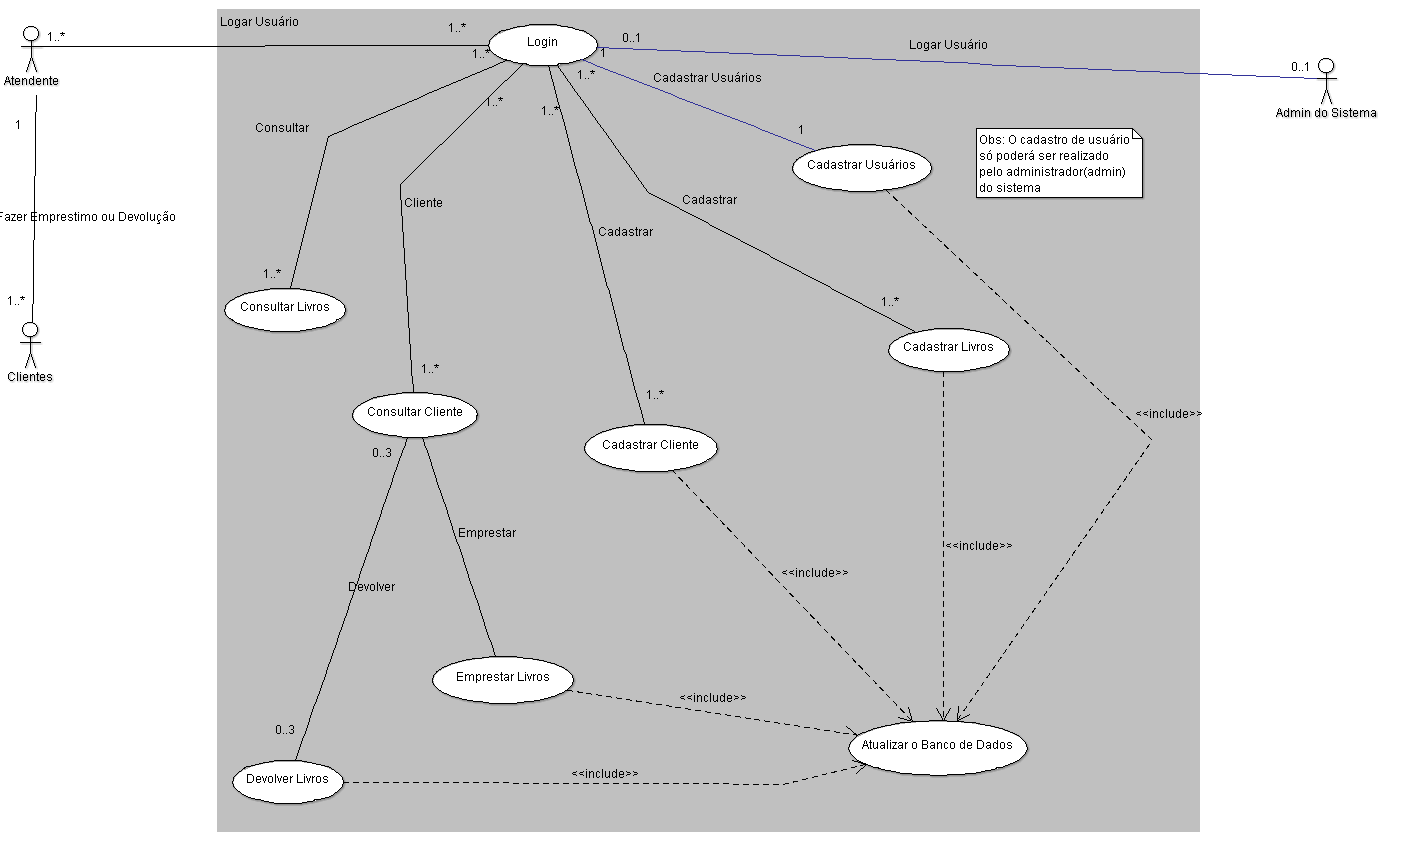 Logar Usuário
1..*
1..*
Login
0..1
Logar Usuário
0..1
1..*
1
Atendente
1..*
Cadastrar Usuários
Admin do Sistema
1..*
1..*
1
Consultar
1
Cadastrar Usuários
Obs: O cadastro de usuário
só poderá ser realizado
pelo administrador(admin)
do sistema
Cliente
Cadastrar
Fazer Emprestimo ou Devolução
Cadastrar
1..*
1..*
1..*
Consultar Livros
Cadastrar Livros
Clientes
1..*
1..*
Consultar Cliente
<<include>>
0..3
Cadastrar Cliente
Emprestar
<<include>>
<<include>>
Devolver
Emprestar Livros
<<include>>
0..3
Atualizar o Banco de Dados
Devolver Livros
<<include>>